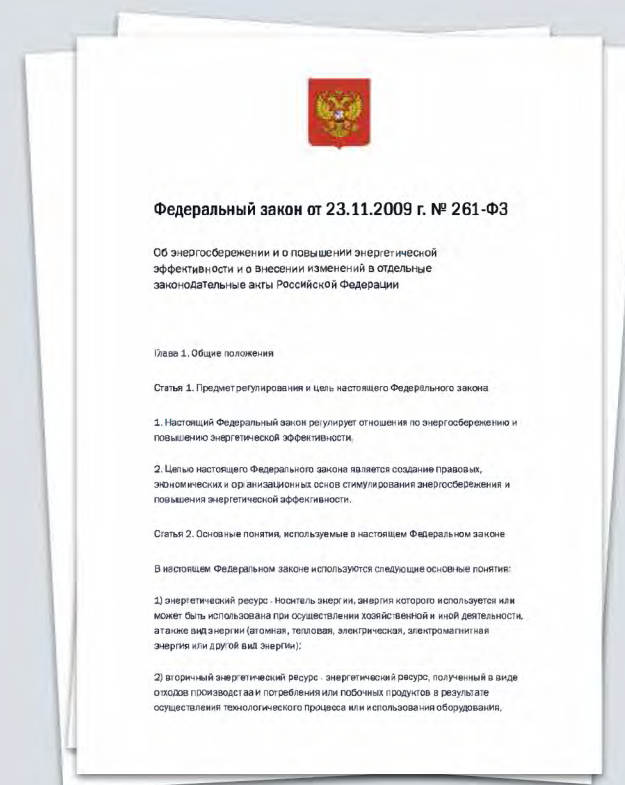 Федеральный закон от 23.11.2009 г. № 261-ФЗ
Об энергосбережении и о повышении энергетической
эффективности и о внесении изменений в отдельные
законодательные акты Российской Федерации
Глава 1. Общие положения
Статья 1. Предмет регулирования и цель настоящего Федерального закона
1. Настоящий Федеральный закон регулирует отношения по энергосбережению и
повышению энергетической эффективности.
2. Целью настоящего Федерального закона является создание правовых,
экономических и организационных основ стимулирования энергосбережения и
повышения энергетической эффективности.
Статья 2. Основные понятия, используемые в настоящем Федеральном законе
В настоящем Федеральном законе используются следующие основные понятия:
1) энергетический ресурс - носитель энергии, энергия которого используется или
может быть использована при осуществлении хозяйственной и иной деятельности,
а также вид энергии (атомная, тепловая, электрическая, электромагнитная
энергия или другой вид энергии);
2) вторичный энергетический ресурс - энергетический ресурс, полученный в виде
отходов производства и потребления или побочных продуктов в результате
осуществления технологического процесса или использования оборудования,